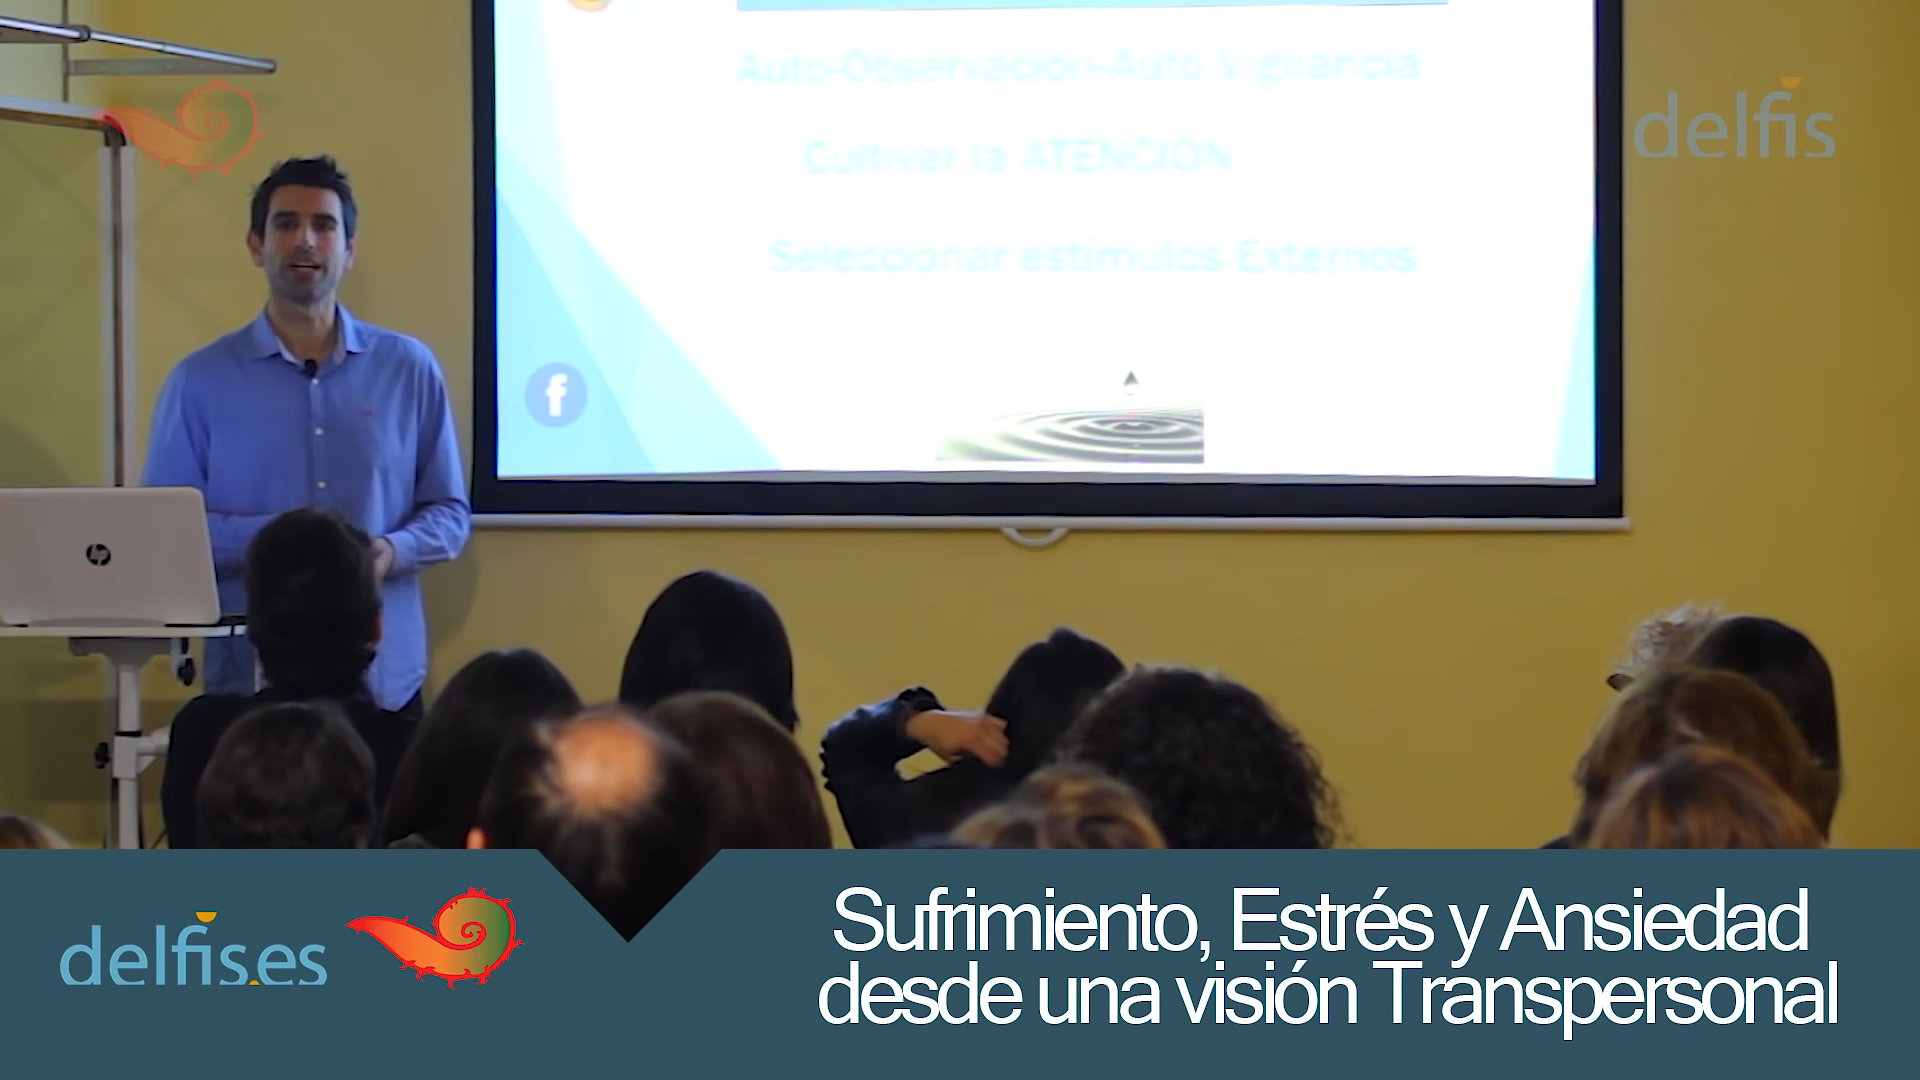 Auto-Observación-Auto Vigilancia
delfis
Cultivar la ATENCIÓN
Seleccionar estímulos Externos
f
hp
delfis.es
Sufrimiento, Estrés y Ansiedad
desde una visión Transpersonal